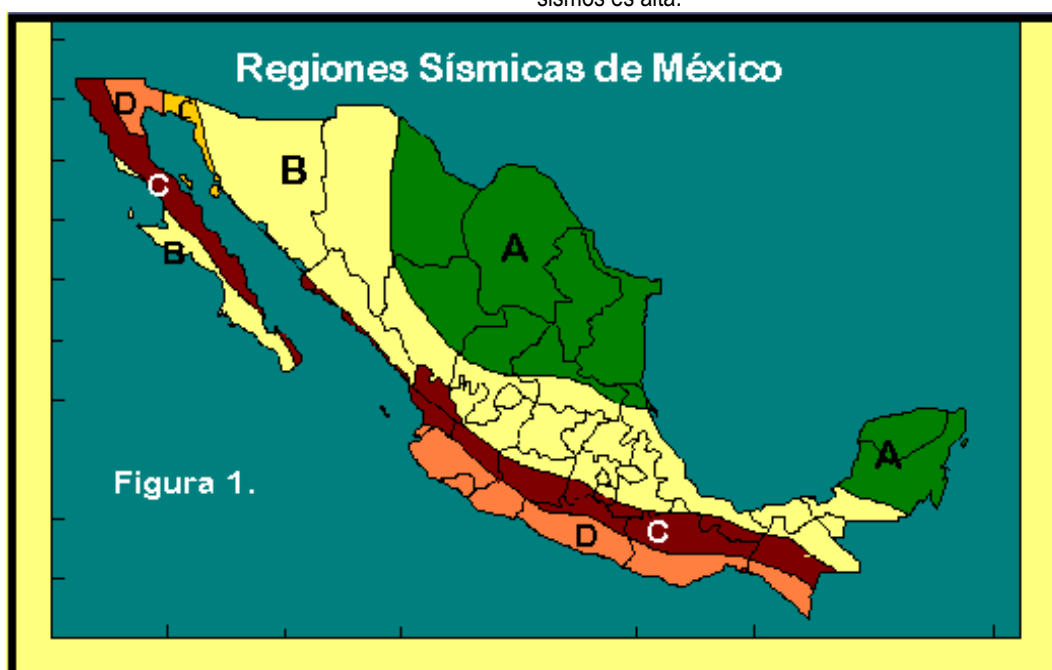 sismos es alta.
Regiones Sísmicas de México
D
C
B
A
C
B
A
Figura 1.
D
C